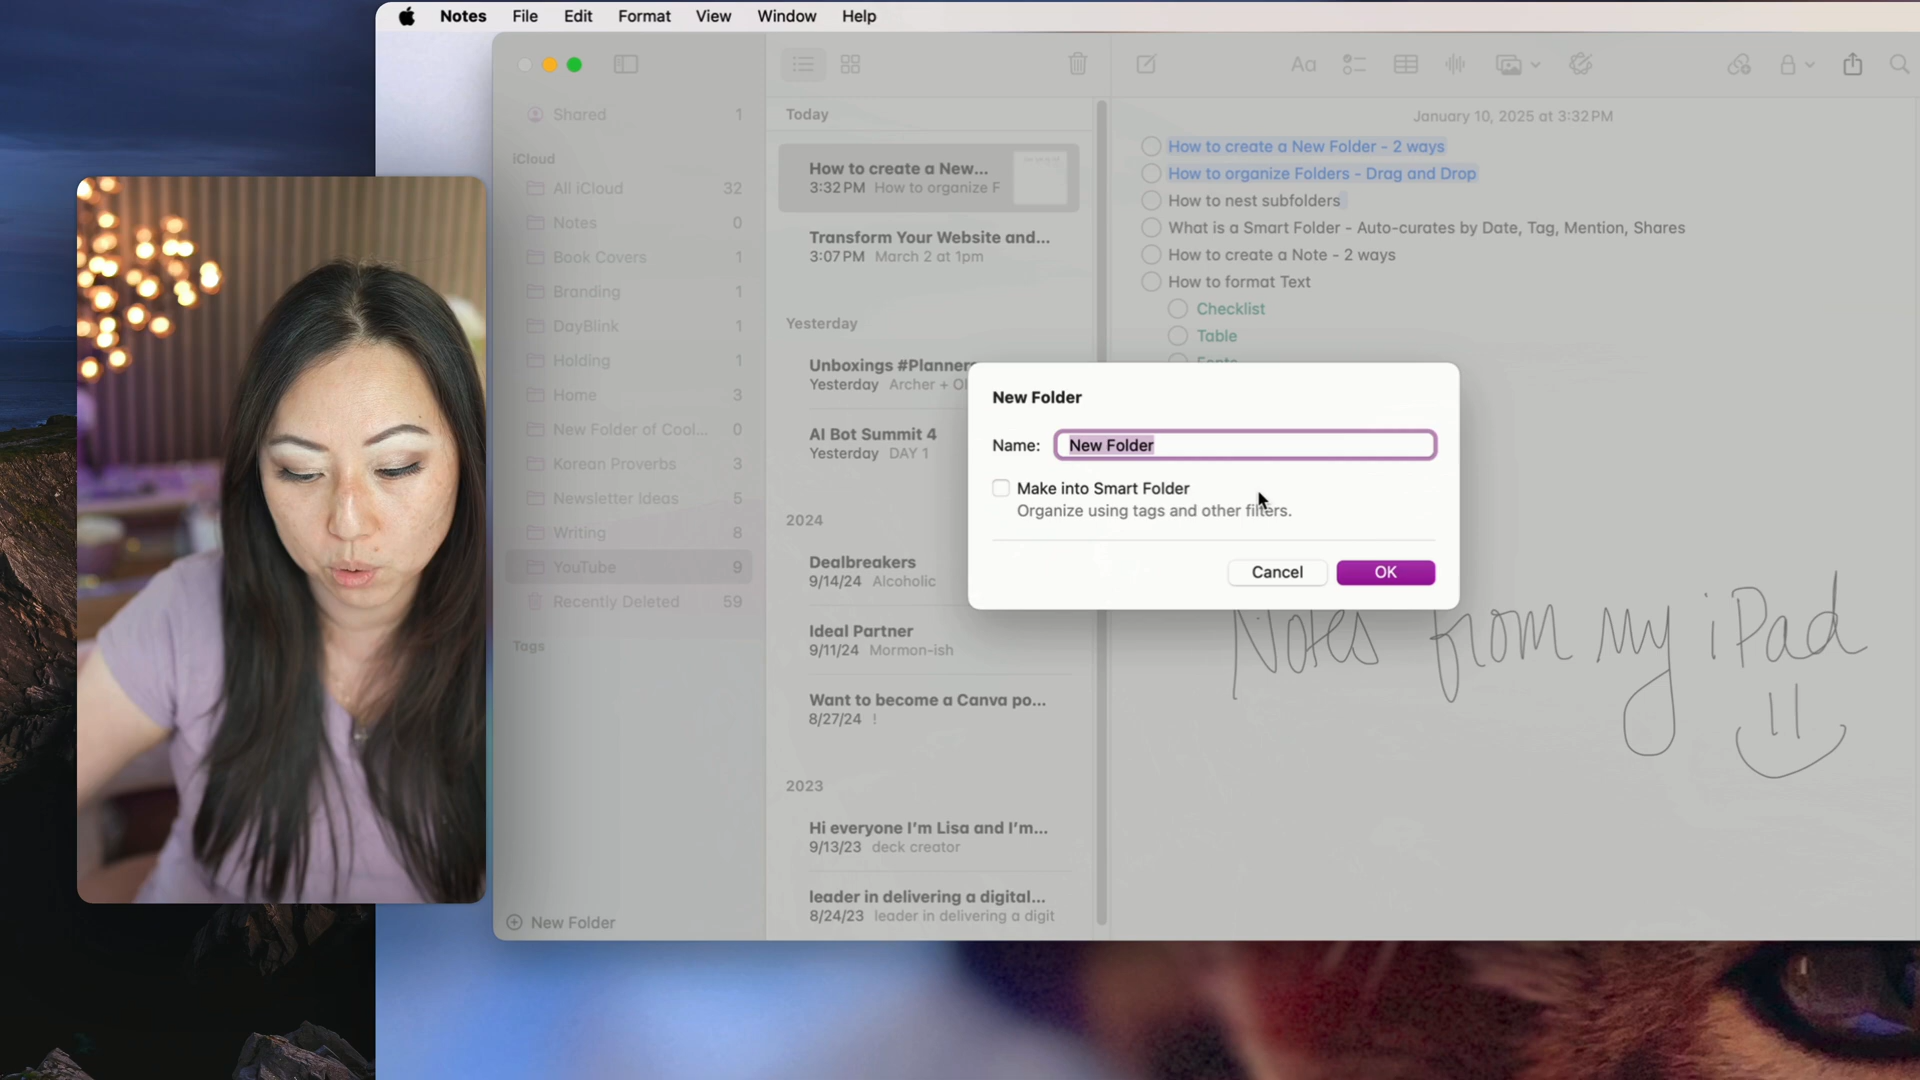 Notes File Edit Format View Window Help
Shared 1
iCloud
All iCloud 32
Notes 0
Book Covers 1
Branding 1
DayBlink 1
Holding 1
Home 3
New Folder of Cool... 0
Korean Proverbs 3
Newsletter Ideas 5
Writing 8
YouTube 9
Recently Deleted 59
Tags
New Folder
Today
How to create a New...
3:32 PM How to organize F
Transform Your Website and...
3:07 PM March 2 at 1pm
Yesterday
Unboxings #Planner
Yesterday Archer + Ol
AI Bot Summit 4
Yesterday DAY 1
2024
Dealbreakers
9/14/24 Alcoholic
Ideal Partner
9/11/24 Mormon-ish
Want to become a Canva po...
8/27/24 !
2023
Hi everyone I'm Lisa and I'm...
9/13/23 deck creator
leader in delivering a digital...
8/24/23 leader in delivering a digit
Aa
January 10, 2025 at 3:32 PM
How to create a New Folder - 2 ways
How to organize Folders - Drag and Drop
How to nest subfolders
What is a Smart Folder - Auto-curates by Date, Tag, Mention, Shares
How to create a Note - 2 ways
How to format Text
Checklist
Table
New Folder
Name: New Folder
Make into Smart Folder
Organize using tags and other filters.
Cancel OK
Notes from my iPad